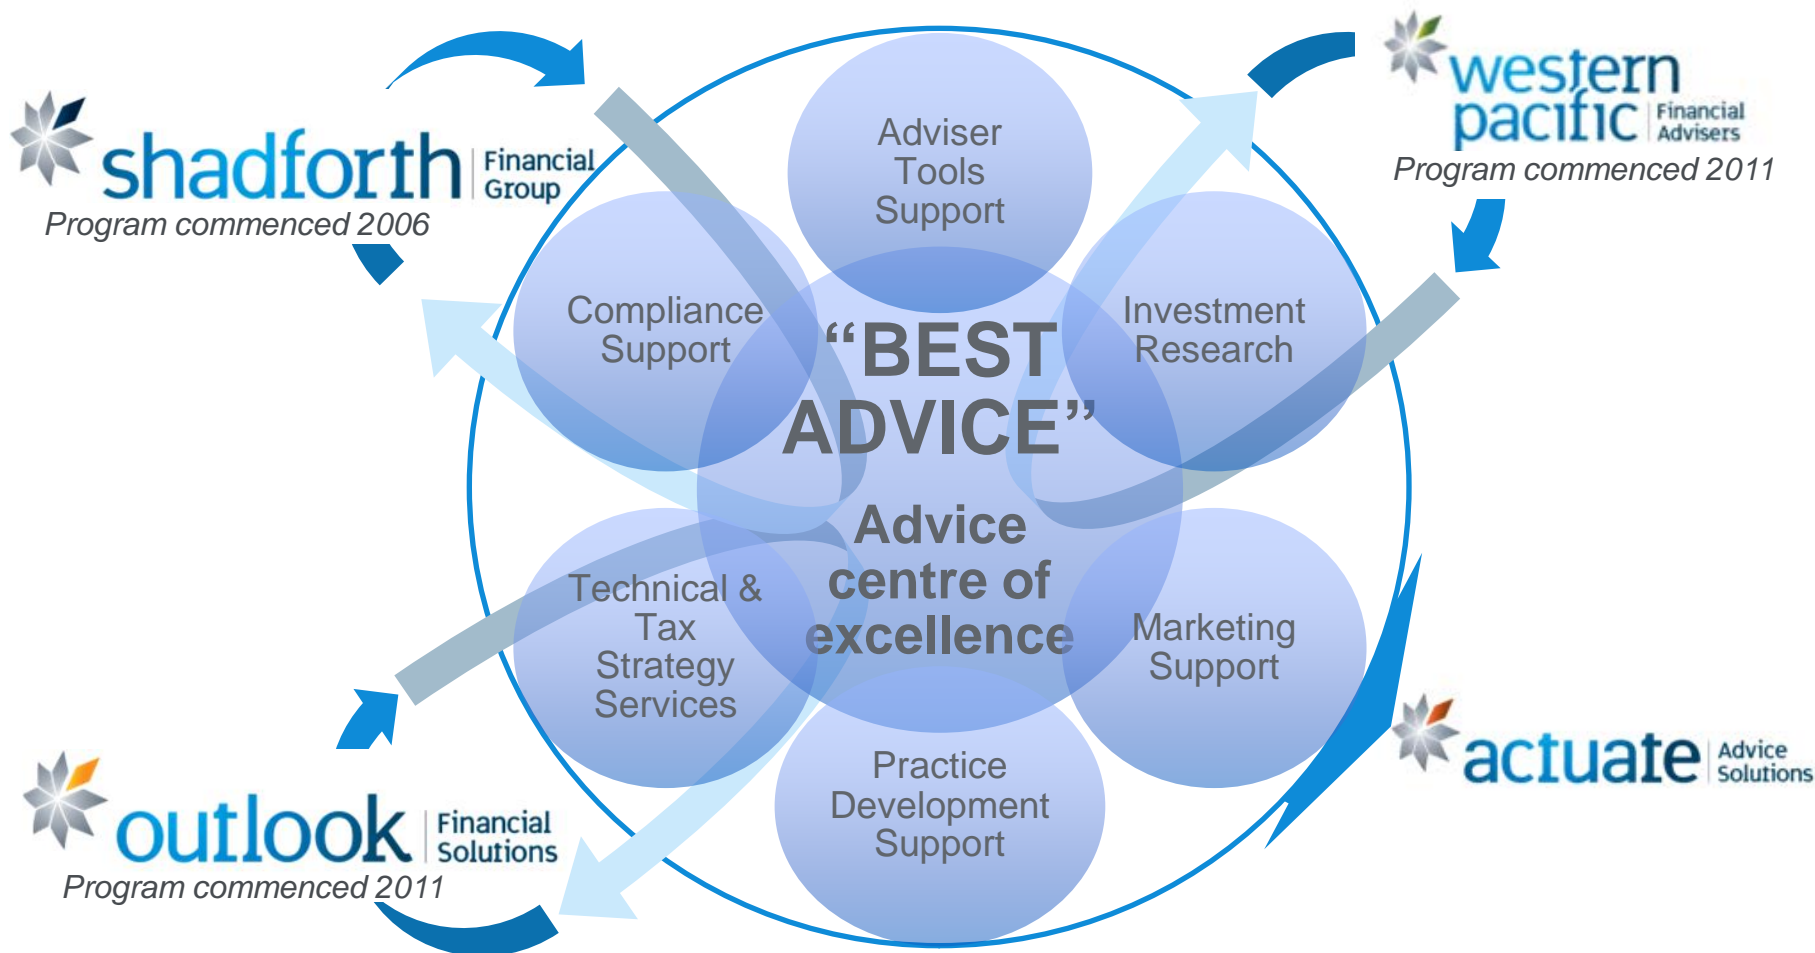 shadforth
Financial
Group
Program commenced 2006
western
pacific
Financial
Advisers
Program commenced 2011
Adviser
Tools
Support
Compliance
Support
Investment
Research
“BEST
ADVICE”
Advice
centre of
excellence
Technical &
Tax
Strategy
Services
Marketing
Support
Practice
Development
Support
outlook
Financial
Solutions
Program commenced 2011
actuate
Advice
Solutions